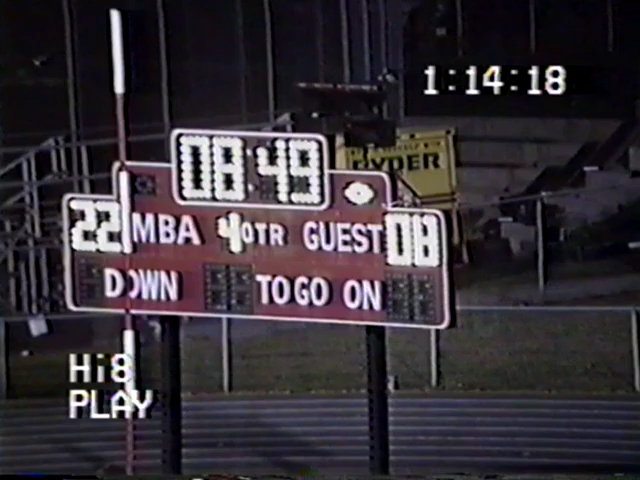 1:14:18
RYDER
08:49
22 MBA 4 QTR GUEST 08
DOWN TO GO ON
Hi8
PLAY